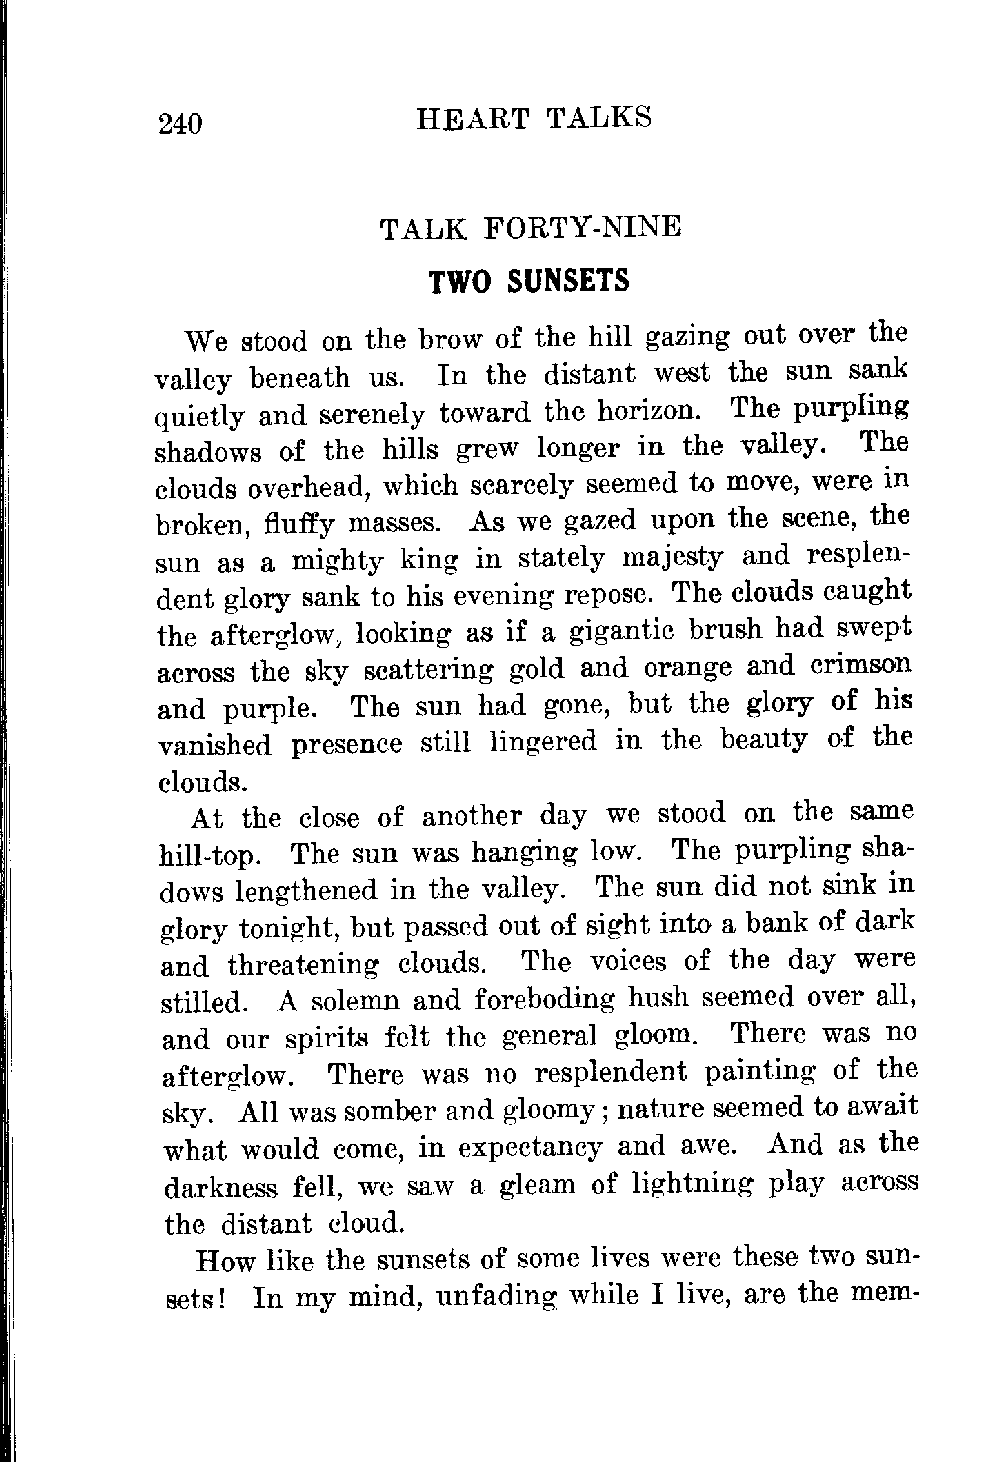 240 HEART TALKS
TALK FORTY-NINE
TWO SUNSETS
We stood on the brow of the hill gazing out over the
valley beneath us. In the distant west the sun sank
quietly and serenely toward the horizon. The purpling
shadows of the hills grew longer in the valley. The
clouds overhead, which scarcely seemed to move, were in
broken, fluffy masses. As we gazed upon the scene, the
sun as a mighty king in stately majesty and resplen-
dent glory sank to his evening repose. The clouds caught
the afterglow, looking as if a gigantic brush had swept
across the sky scattering gold and orange and crimson
and purple. The sun had gone, but the glory of his
vanished presence still lingered in the beauty of the
clouds.
At the close of another day we stood on the same
hill-top. The sun was hanging low. The purpling sha-
dows lengthened in the valley. The sun did not sink in
glory tonight, but passed out of sight into a bank of dark
and threatening clouds. The voices of the day were
stilled. A solemn and foreboding hush seemed over all,
and our spirits felt the general gloom. There was no
afterglow. There was no resplendent painting of the
sky. All was somber and gloomy; nature seemed to await
what would come, in expectancy and awe. And as the
darkness fell, we saw a gleam of lightning play across
the distant cloud.
How like the sunsets of some lives were these two sun-
sets! In my mind, unfading while I live, are the mem-